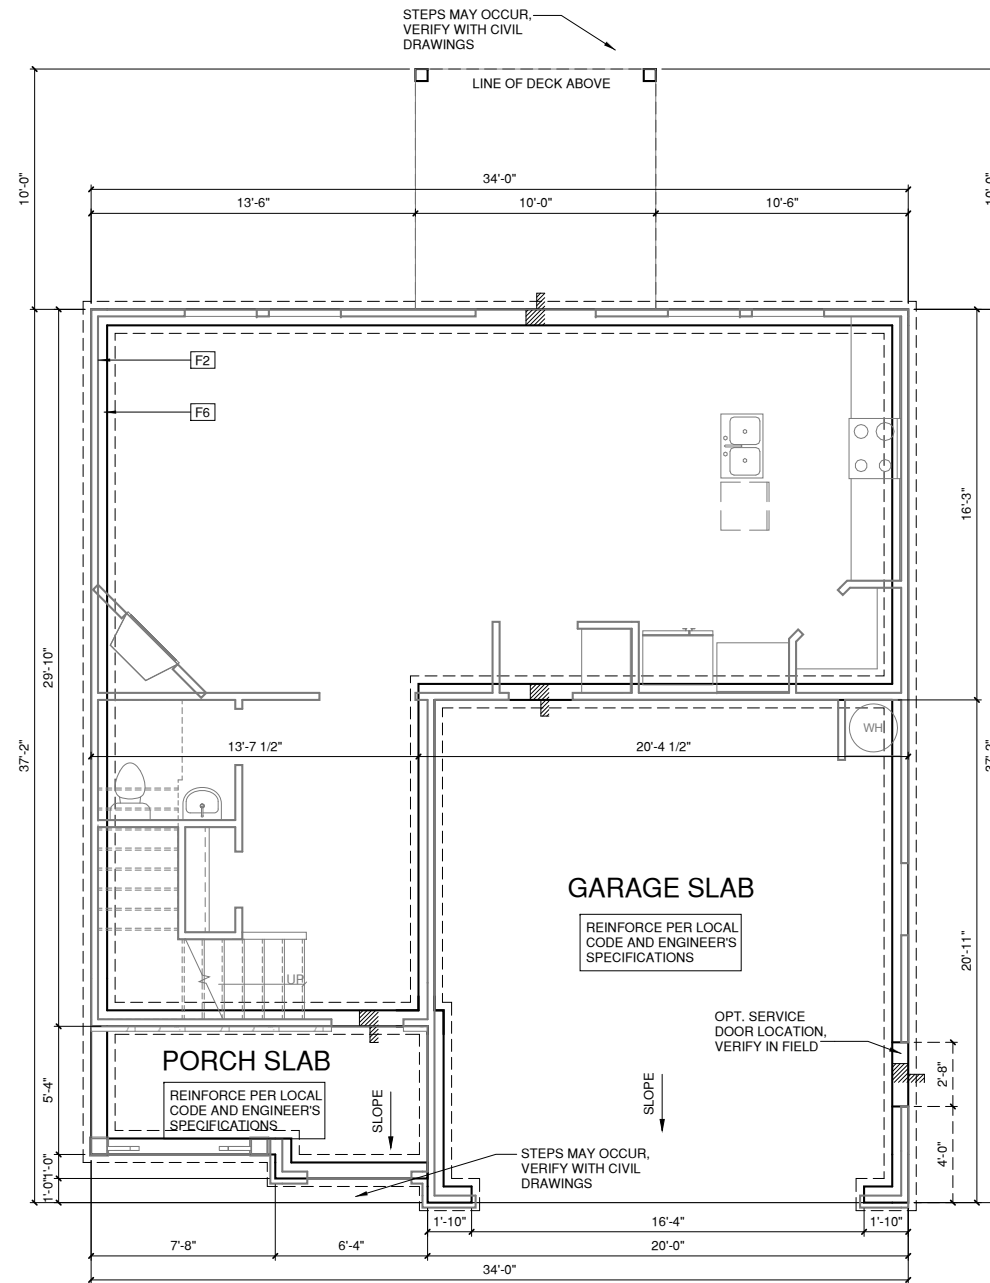 STEPS MAY OCCUR,
VERIFY WITH CIVIL
DRAWINGS
LINE OF DECK ABOVE
10'-0"
10'-0"
34'-0"
13'-6"
10'-0"
10'-6"
F2
F6
16'-3"
29'-10"
37'-2"
37'-2"
13'-7 1/2"
20'-4 1/2"
WH
GARAGE SLAB
REINFORCE PER LOCAL
CODE AND ENGINEER'S
SPECIFICATIONS
20'-11"
UP
OPT. SERVICE
DOOR LOCATION,
VERIFY IN FIELD
PORCH SLAB
REINFORCE PER LOCAL
CODE AND ENGINEER'S
SPECIFICATIONS
SLOPE
SLOPE
2'-8"
5'-4"
4'-0"
STEPS MAY OCCUR,
VERIFY WITH CIVIL
DRAWINGS
1'-0"
1'-0"
1'-10"
16'-4"
1'-10"
7'-8"
6'-4"
20'-0"
34'-0"